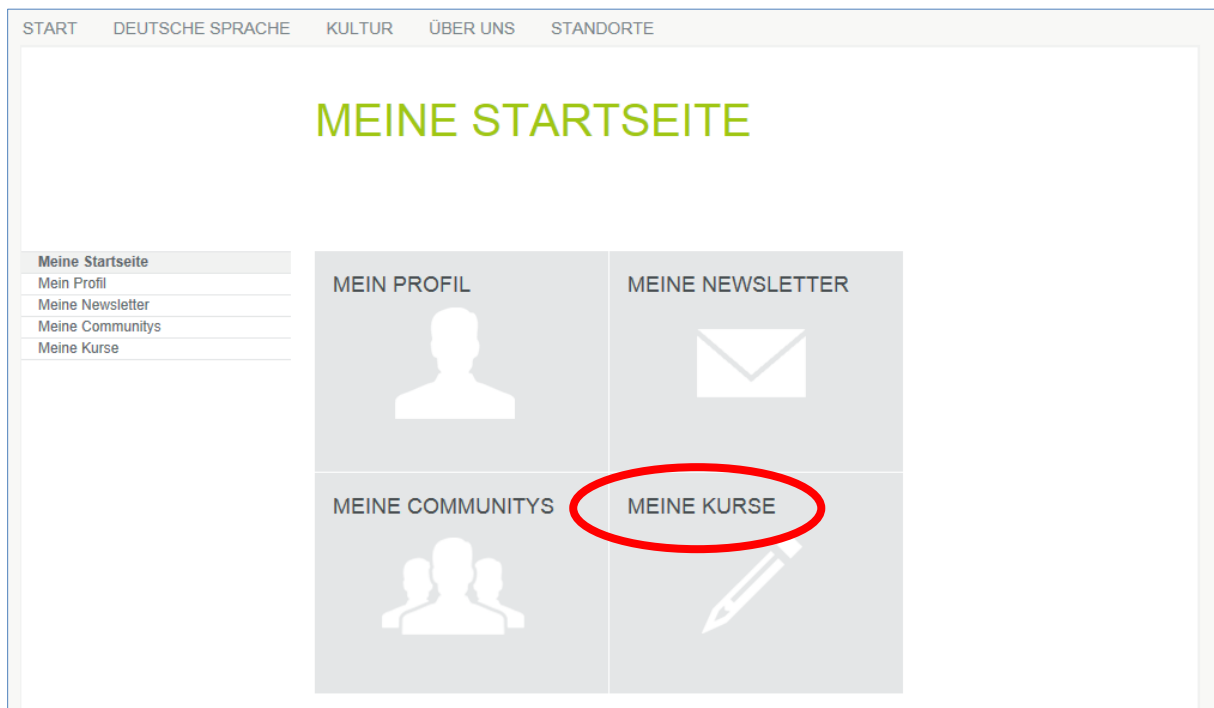 START DEUTSCHE SPRACHE KULTUR ÜBER UNS STANDORTE
MEINE STARTSEITE
Meine Startseite
Mein Profil
Meine Newsletter
Meine Communitys
Meine Kurse
MEIN PROFIL MEINE NEWSLETTER
MEINE COMMUNITYS MEINE KURSE